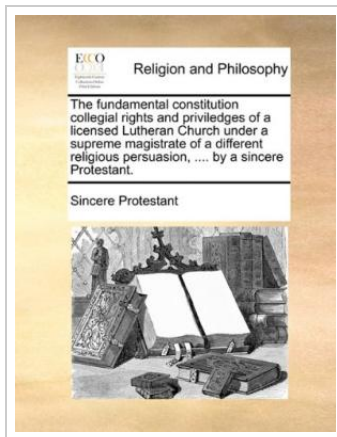 ECCO
Religion and Philosophy
The fundamental constitution
collegial rights and priviledges of a
licensed Lutheran Church under a
supreme magistrate of a different
religious persuasion, .... by a sincere
Protestant.
Sincere Protestant